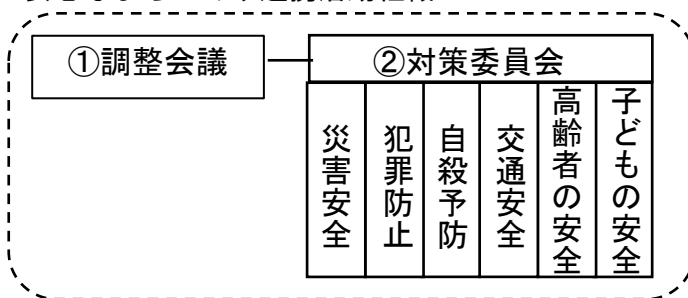 ①調整会議
②対策委員会
災害安全
犯罪防止
自殺予防
交通安全
高齢者の安全
子どもの安全